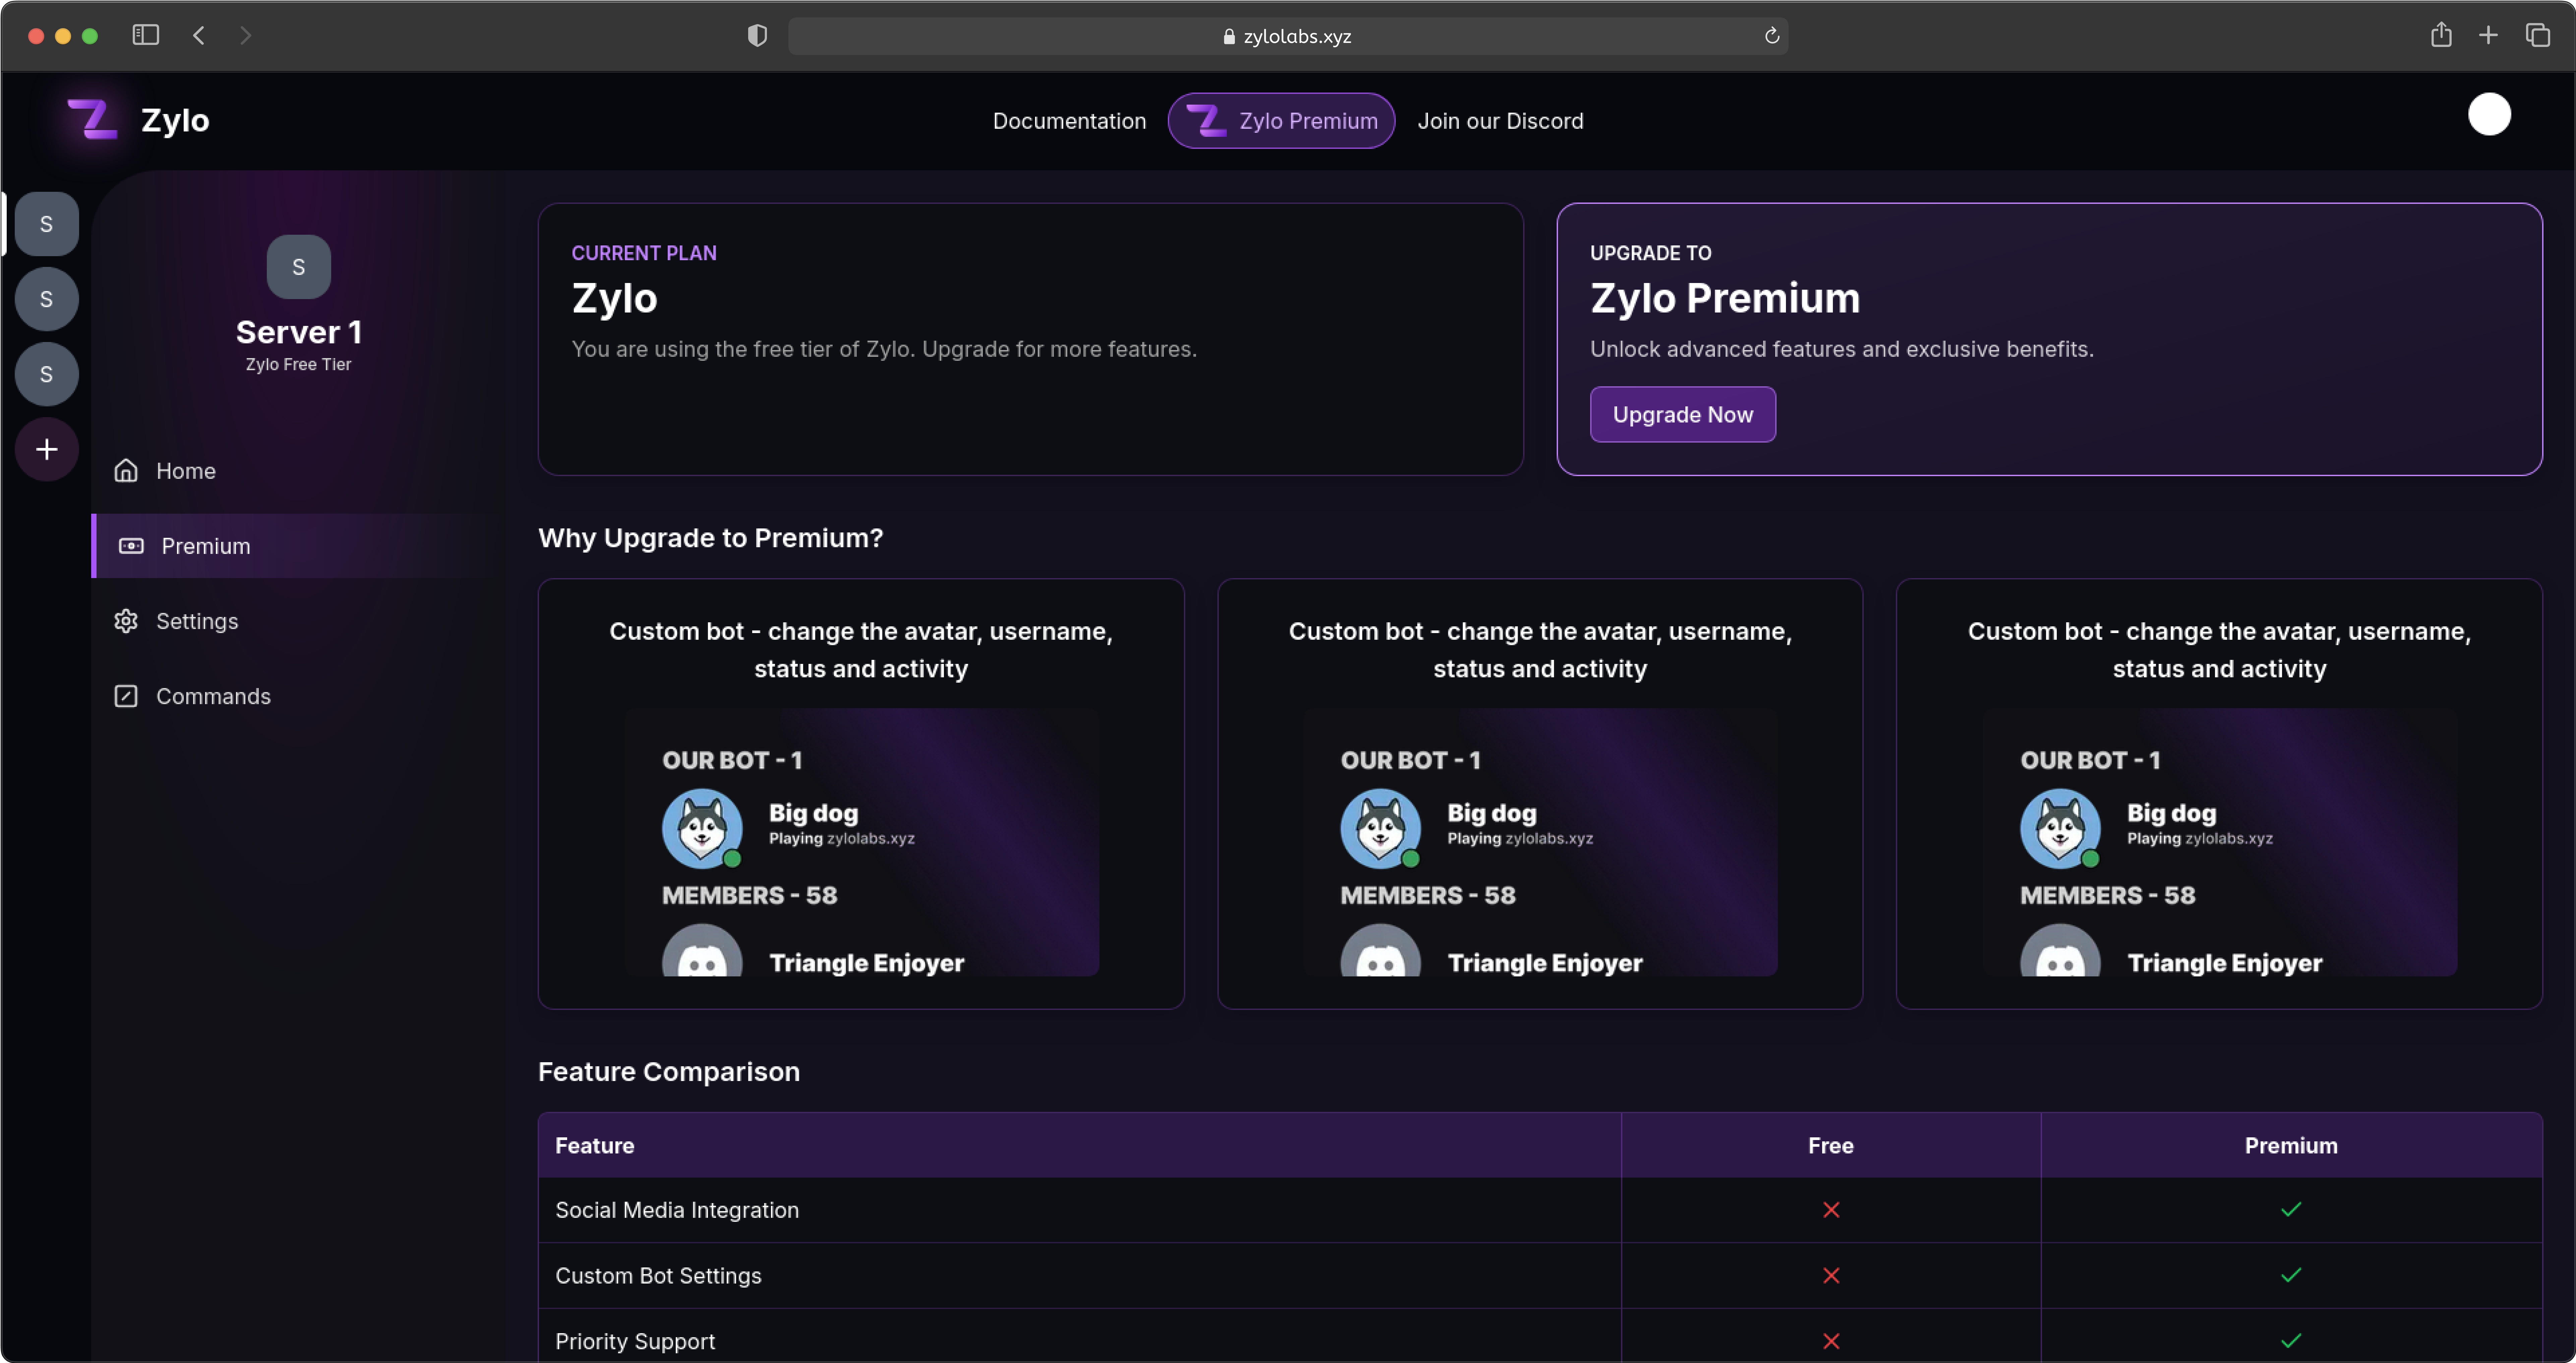 zylolabs.xyz
Zylo
Documentation
Zylo Premium
Join our Discord
S
S
S
S
Server 1
Zylo Free Tier
Home
Premium
Settings
Commands
CURRENT PLAN
Zylo
You are using the free tier of Zylo. Upgrade for more features.
UPGRADE TO
Zylo Premium
Unlock advanced features and exclusive benefits.
Upgrade Now
Why Upgrade to Premium?
Custom bot - change the avatar, username,
status and activity
OUR BOT - 1
Big dog
Playing zylolabs.xyz
MEMBERS - 58
Triangle Enjoyer
Custom bot - change the avatar, username,
status and activity
OUR BOT - 1
Big dog
Playing zylolabs.xyz
MEMBERS - 58
Triangle Enjoyer
Custom bot - change the avatar, username,
status and activity
OUR BOT - 1
Big dog
Playing zylolabs.xyz
MEMBERS - 58
Triangle Enjoyer
Feature Comparison
Feature Free Premium
Social Media Integration
Custom Bot Settings
Priority Support